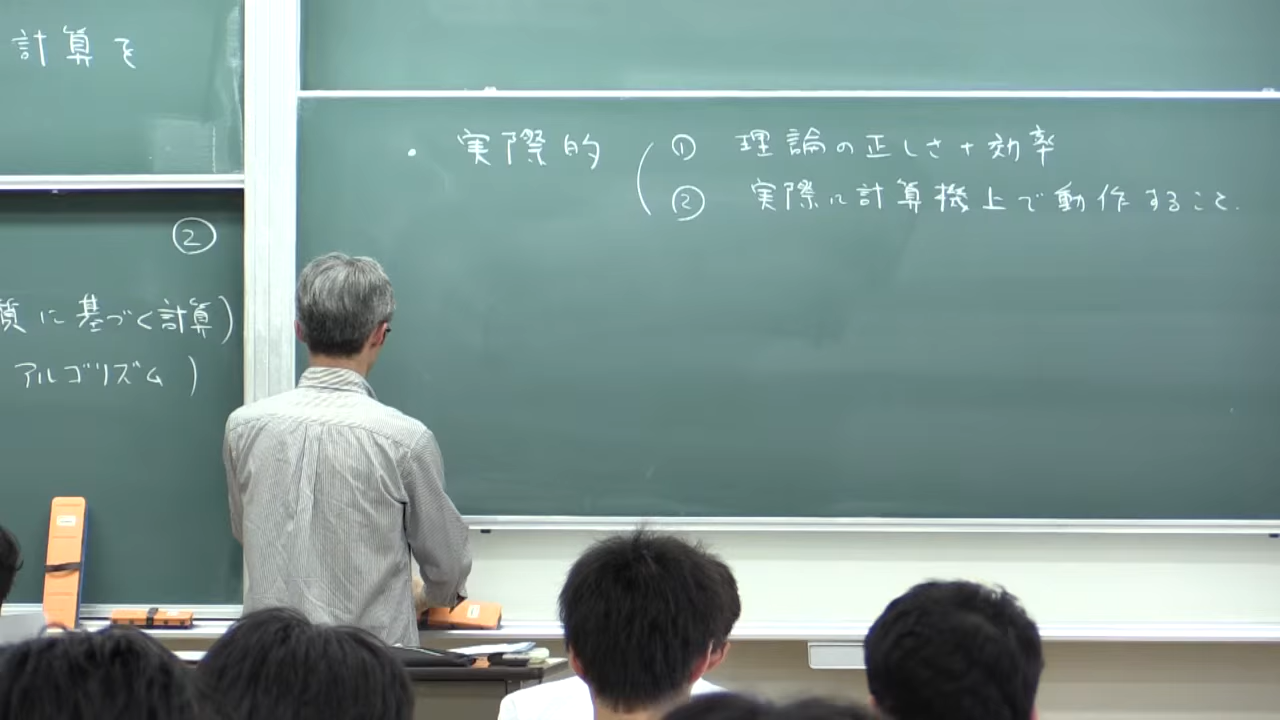 計算を
②
質に基づく計算)
アルゴリズム)
・実際的 ( ① 理論の正しさ+効率
② 実際に計算機上で動作すること.